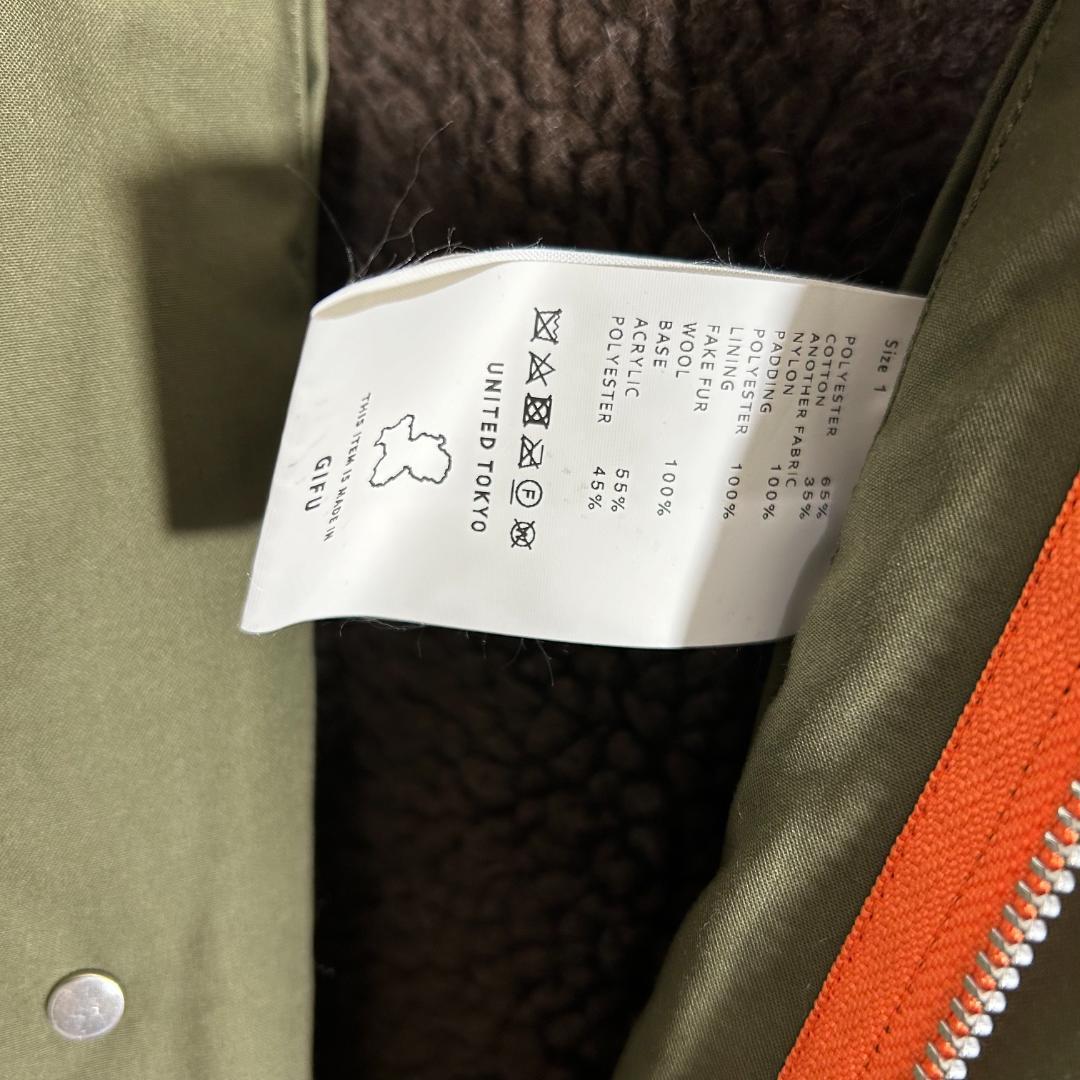 Size 1
POLYESTER 65%
COTTON 35%
ANOTHER FABRIC
NYLON 100%
PADDING
POLYESTER 100%
LINING
FAKE FUR
WOOL 100%
BASE
ACRYLIC 55%
POLYESTER 45%
F W
UNITED TOKYO
THIS ITEM IS MADE IN
GIFU